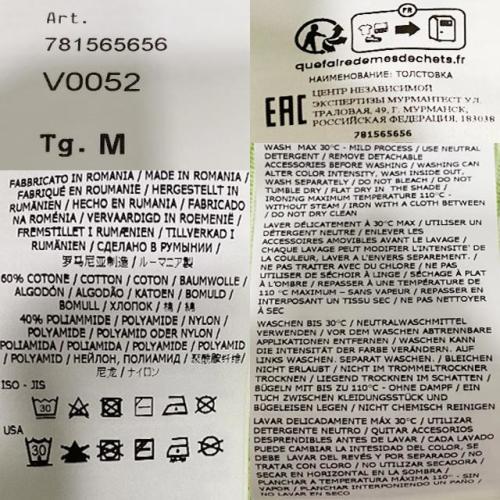 Art.
781565656
V0052
Tg. M
FABBRICATO IN ROMANIA / MADE IN ROMANIA /
FABRIQUÉ EN ROUMANIE / HERGESTELLT IN
RUMÄNIEN / HECHO EN RUMANIA / FABRICADO
NA ROMÉNIA / VERVAARDIGD IN ROEMENIË /
FREMSTILLET I RUMÆNIEN / TILLVERKAD I
RUMÄNIEN / СДЕЛАНО В РУМЫНИИ /
罗马尼亚制造 / ルーマニア製
60% COTONE / COTTON / COTON / BAUMWOLLE /
ALGODÓN / ALGODÃO / KATOEN / BOMULD /
BOMULL / ХЛОПОК / 棉 / 綿
40% POLIAMMIDE / POLYAMIDE / NYLON /
POLYAMIDE / POLYAMID ODER NYLON /
POLIAMIDA / POLIAMIDA / POLYAMIDE / POLYAMID
/ POLYAMID / НЕЙЛОН, ПОЛИАМИД / 聚酰胺纤维/
尼龙 / ナイロン
ISO - JIS
30
USA
30
FR
quefairedemesdechets.fr
НАИМЕНОВАНИЕ: ТОЛСТОВКА
EAC
ЦЕНТР НЕЗАВИСИМОЙ
ЭКСПЕРТИЗЫ МУРМАНТЕСТ УЛ.
ТРАЛОВАЯ, 49, Г. МУРМАНСК,
РОССИЙСКАЯ ФЕДЕРАЦИЯ, 183038
781565656
WASH MAX 30°C - MILD PROCESS / USE NEUTRAL
DETERGENT / REMOVE DETACHABLE
ACCESSORIES BEFORE WASHING / WASHING CAN
ALTER COLOR INTENSITY, WASH INSIDE OUT.
WASH SEPARATELY / DO NOT BLEACH / DO NOT
TUMBLE DRY / FLAT DRY IN THE SHADE /
IRONING MAXIMUM TEMPERATURE 110°C -
WITHOUT STEAM / IRON WITH A CLOTH BETWEEN
/ DO NOT DRY CLEAN
LAVER DÉLICATEMENT À 30°C MAX / UTILISER UN
DÉTERGENT NEUTRE / ENLEVER LES
ACCESSOIRES AMOVIBLES AVANT LE LAVAGE /
CHAQUE LAVAGE PEUT MODIFIER L'INTENSITÉ DE
LA COULEUR, LAVER A L'ENVERS SEPAREMENT. /
NE PAS TRATTER AVEC DU CHLORE / NE PAS
UTILISER DE SÉCHOIR À LINGE / SÉCHAGE À PLAT
À L'OMBRE / REPASSER À UNE TEMPÉRATURE DE
110 °C MAXIMUM - SANS VAPEUR / REPASSER EN
INTERPOSANT UN TISSU SEC / NE PAS NETTOYER
À SEC
WASCHEN BIS 30°C / NEUTRALWASCHMITTEL
VERWENDEN / VOR DEM WASCHEN ABTRENNBARE
APPLIKATIONEN ENTFERNEN / WASCHEN KANN
DIE INTENSITÄT DER FARBE VERÄNDERN. AUF
LINKS WASCHEN. SEPARAT WASCHEN. / BLEICHEN
NICHT ERLAUBT / NICHT IM TROMMELTROCKNER
TROCKNEN / LIEGEND TROCKNEN IM SCHATTEN /
BÜGELN MIT BIS ZU 110°C - OHNE DAMPF / EIN
TUCH ZWISCHEN KLEIDUNGSSTÜCK UND
BÜGELEISEN LEGEN / NICHT CHEMISCH REINIGEN
LAVAR DELICADAMENTE MÁX 30°C / UTILIZAR
DETERGENTE NEUTRO / QUITAR ACCESORIOS
DESPRENDIBLES ANTES DE LAVAR / CADA LAVADO
PUEDE CAMBIAR LA INTESIDAD DEL COLOR, SE
DEBE LAVAR DEL REVÉS Y POR SEPARADO / NO
TRATAR CON CLORO / NO UTILIZAR SECADORA /
SECAR EN HORIZONTAL EN LA SOMBRA /
PLANCHAR A TEMPERATURA MÁXIMA 110°- SIN
VAPOR / PLANCHAR INTERPONIENDO UN PAÑO /
NO LAVAR EN SECO